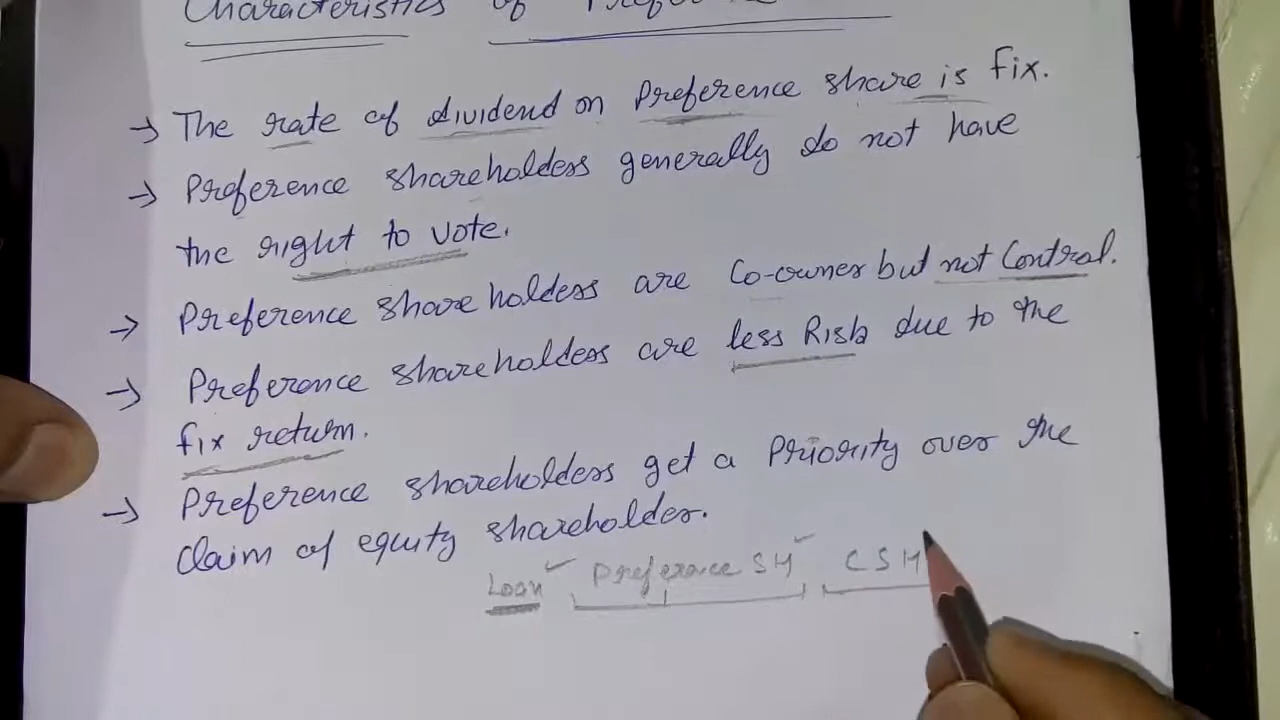 Characteristics of Prefere
→ The rate of dividend on Preference share is fix.
→ Preference shareholders generally do not have
the right to vote.
→ Preference shareholders are Co-owner but not Control.
→ Preference shareholders are less Risk due to the
fix return.
→ Preference shareholders get a Priority over the
Claim of equity shareholder.
Loan ✓ Preference SH ✓ CSH